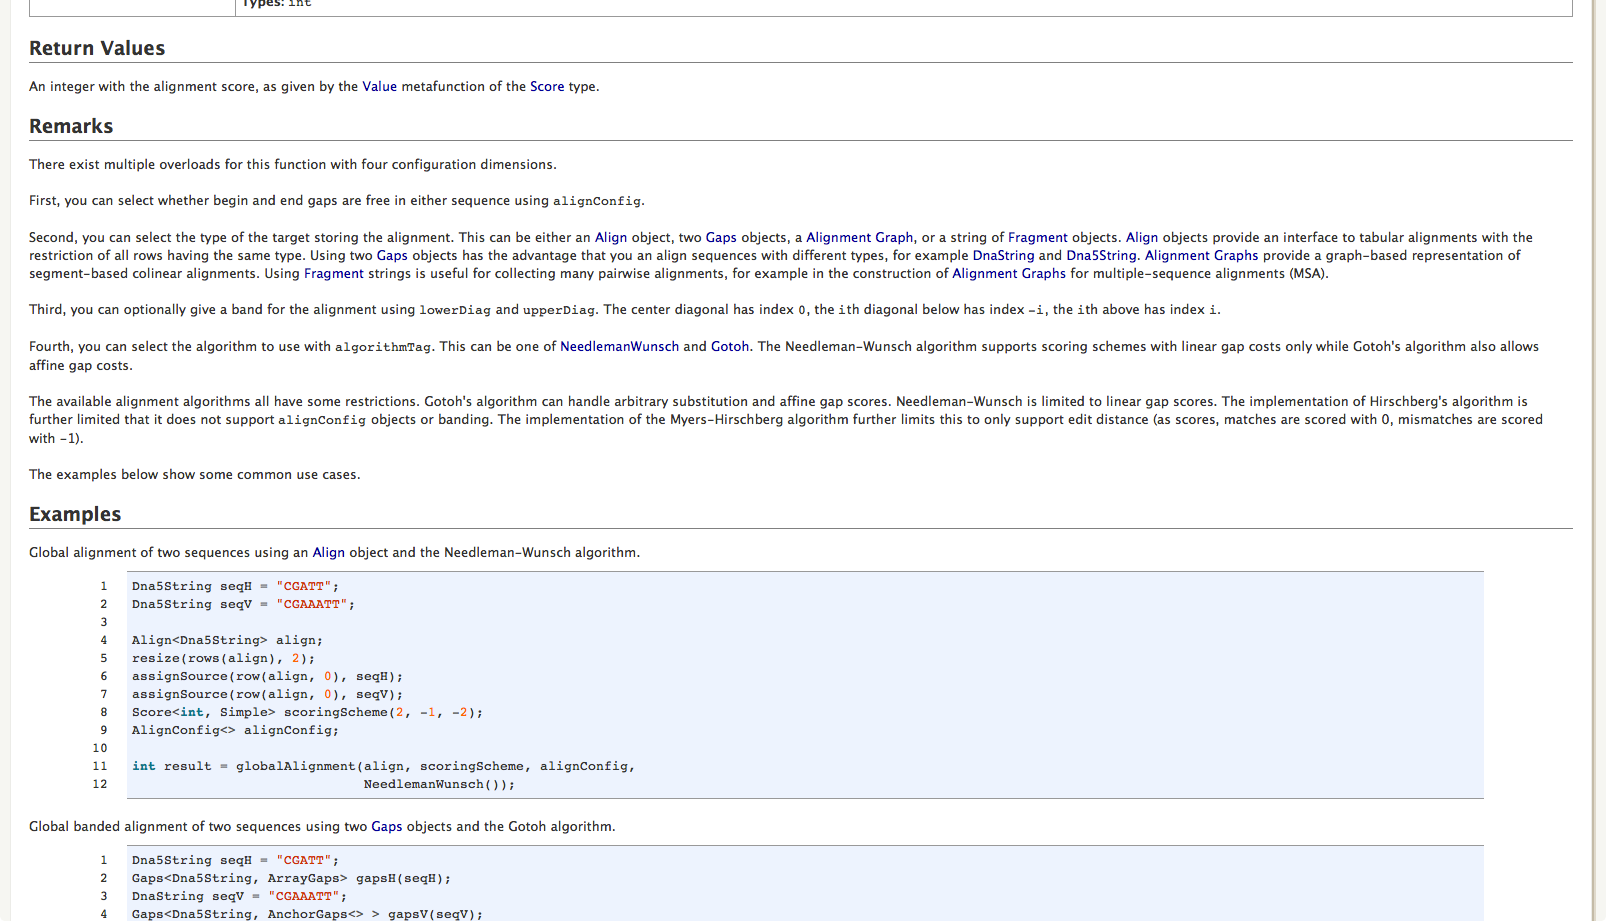 Types: int
Return Values
An integer with the alignment score, as given by the Value metafunction of the Score type.
Remarks
There exist multiple overloads for this function with four configuration dimensions.
First, you can select whether begin and end gaps are free in either sequence using alignConfig.
Second, you can select the type of the target storing the alignment. This can be either an Align object, two Gaps objects, a Alignment Graph, or a string of Fragment objects. Align objects provide an interface to tabular alignments with the
restriction of all rows having the same type. Using two Gaps objects has the advantage that you an align sequences with different types, for example DnaString and Dna5String. Alignment Graphs provide a graph-based representation of
segment-based colinear alignments. Using Fragment strings is useful for collecting many pairwise alignments, for example in the construction of Alignment Graphs for multiple-sequence alignments (MSA).
Third, you can optionally give a band for the alignment using lowerDiag and upperDiag. The center diagonal has index 0, the ith diagonal below has index -i, the ith above has index i.
Fourth, you can select the algorithm to use with algorithmTag. This can be one of NeedlemanWunsch and Gotoh. The Needleman-Wunsch algorithm supports scoring schemes with linear gap costs only while Gotoh's algorithm also allows
affine gap costs.
The available alignment algorithms all have some restrictions. Gotoh's algorithm can handle arbitrary substitution and affine gap scores. Needleman-Wunsch is limited to linear gap scores. The implementation of Hirschberg's algorithm is
further limited that it does not support alignConfig objects or banding. The implementation of the Myers-Hirschberg algorithm further limits this to only support edit distance (as scores, matches are scored with 0, mismatches are scored
with -1).
The examples below show some common use cases.
Examples
Global alignment of two sequences using an Align object and the Needleman-Wunsch algorithm.
1 Dna5String seqH = "CGATT";
2 Dna5String seqV = "CGAAATT";
3
4 Align<Dna5String> align;
5 resize(rows(align), 2);
6 assignSource(row(align, 0), seqH);
7 assignSource(row(align, 0), seqV);
8 Score<int, Simple> scoringScheme(2, -1, -2);
9 AlignConfig<> alignConfig;
10
11 int result = globalAlignment(align, scoringScheme, alignConfig,
12 NeedlemanWunsch());
Global banded alignment of two sequences using two Gaps objects and the Gotoh algorithm.
1 Dna5String seqH = "CGATT";
2 Gaps<Dna5String, ArrayGaps> gapsH(seqH);
3 DnaString seqV = "CGAAATT";
4 Gaps<Dna5String, AnchorGaps<> > gapsV(seqV);